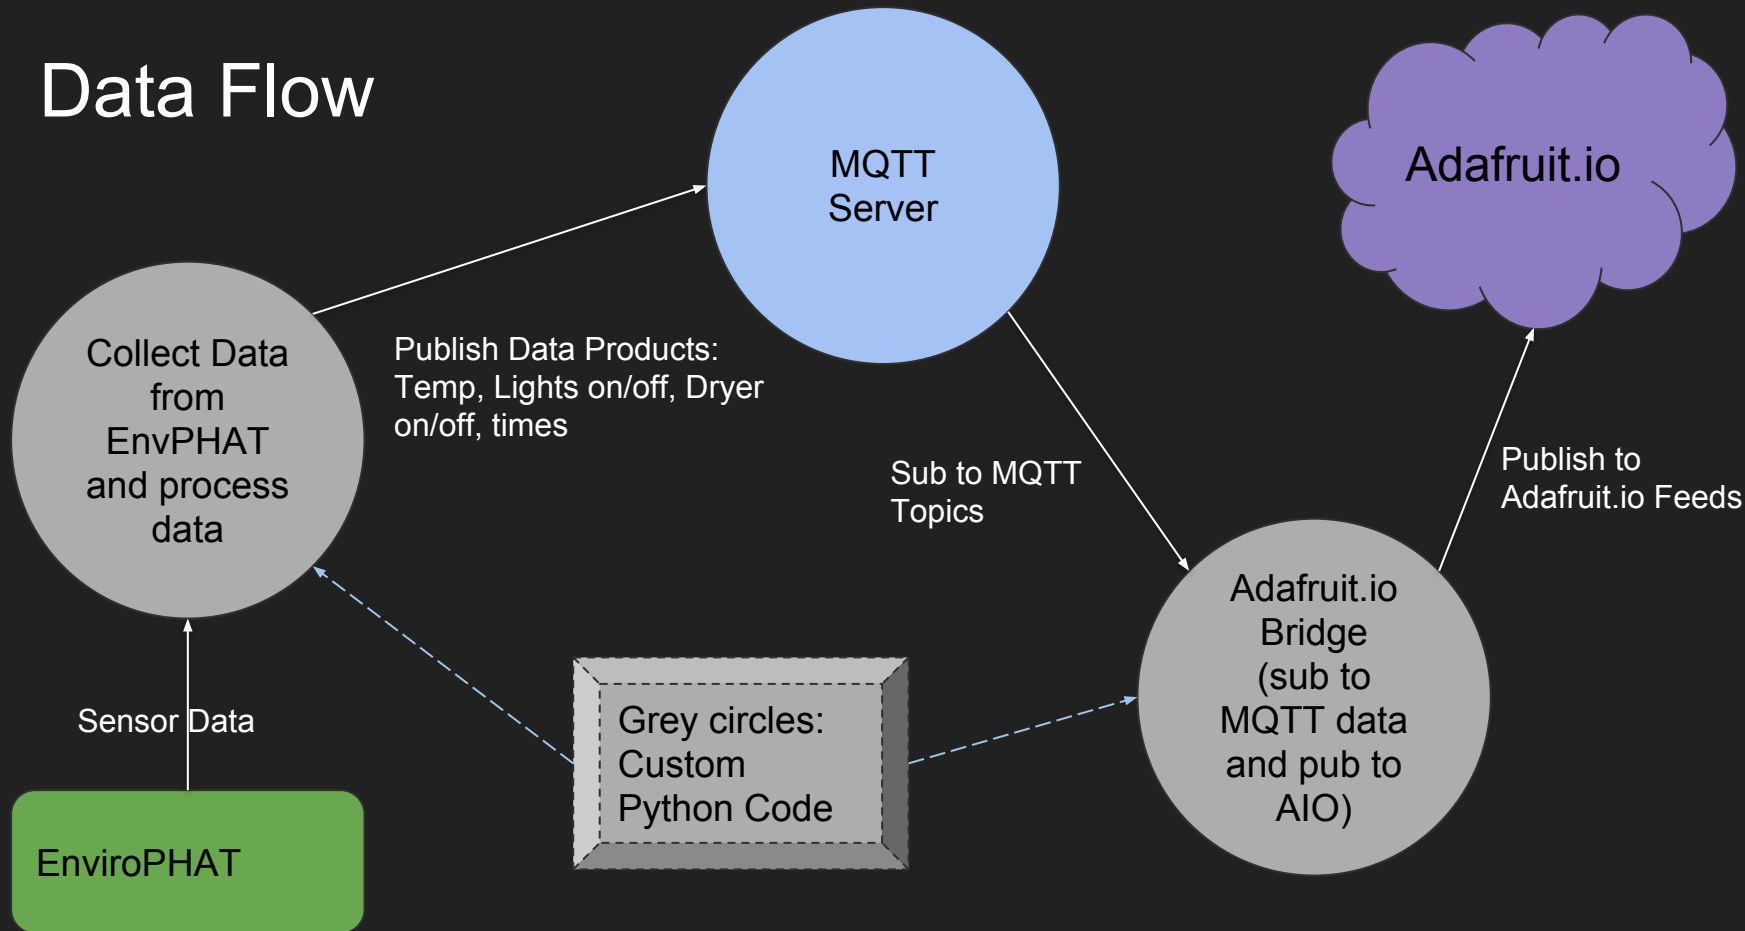 Data Flow
MQTT
Server
Adafruit.io
Collect Data
from
EnvPHAT
and process
data
Publish Data Products:
Temp, Lights on/off, Dryer
on/off, times
Sub to MQTT
Topics
Publish to
Adafruit.io Feeds
Adafruit.io
Bridge
(sub to
MQTT data
and pub to
AIO)
Sensor Data
Grey circles:
Custom
Python Code
EnviroPHAT